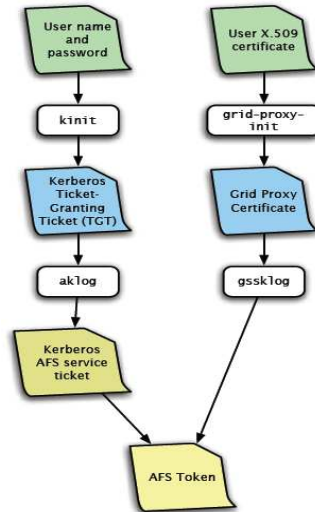 User name
and
password
User X.509
certificate
kinit
grid-proxy-
init
Kerberos
Ticket-
Granting
Ticket (TGT)
Grid Proxy
Certificate
aklog
gssklog
Kerberos
AFS service
ticket
AFS Token